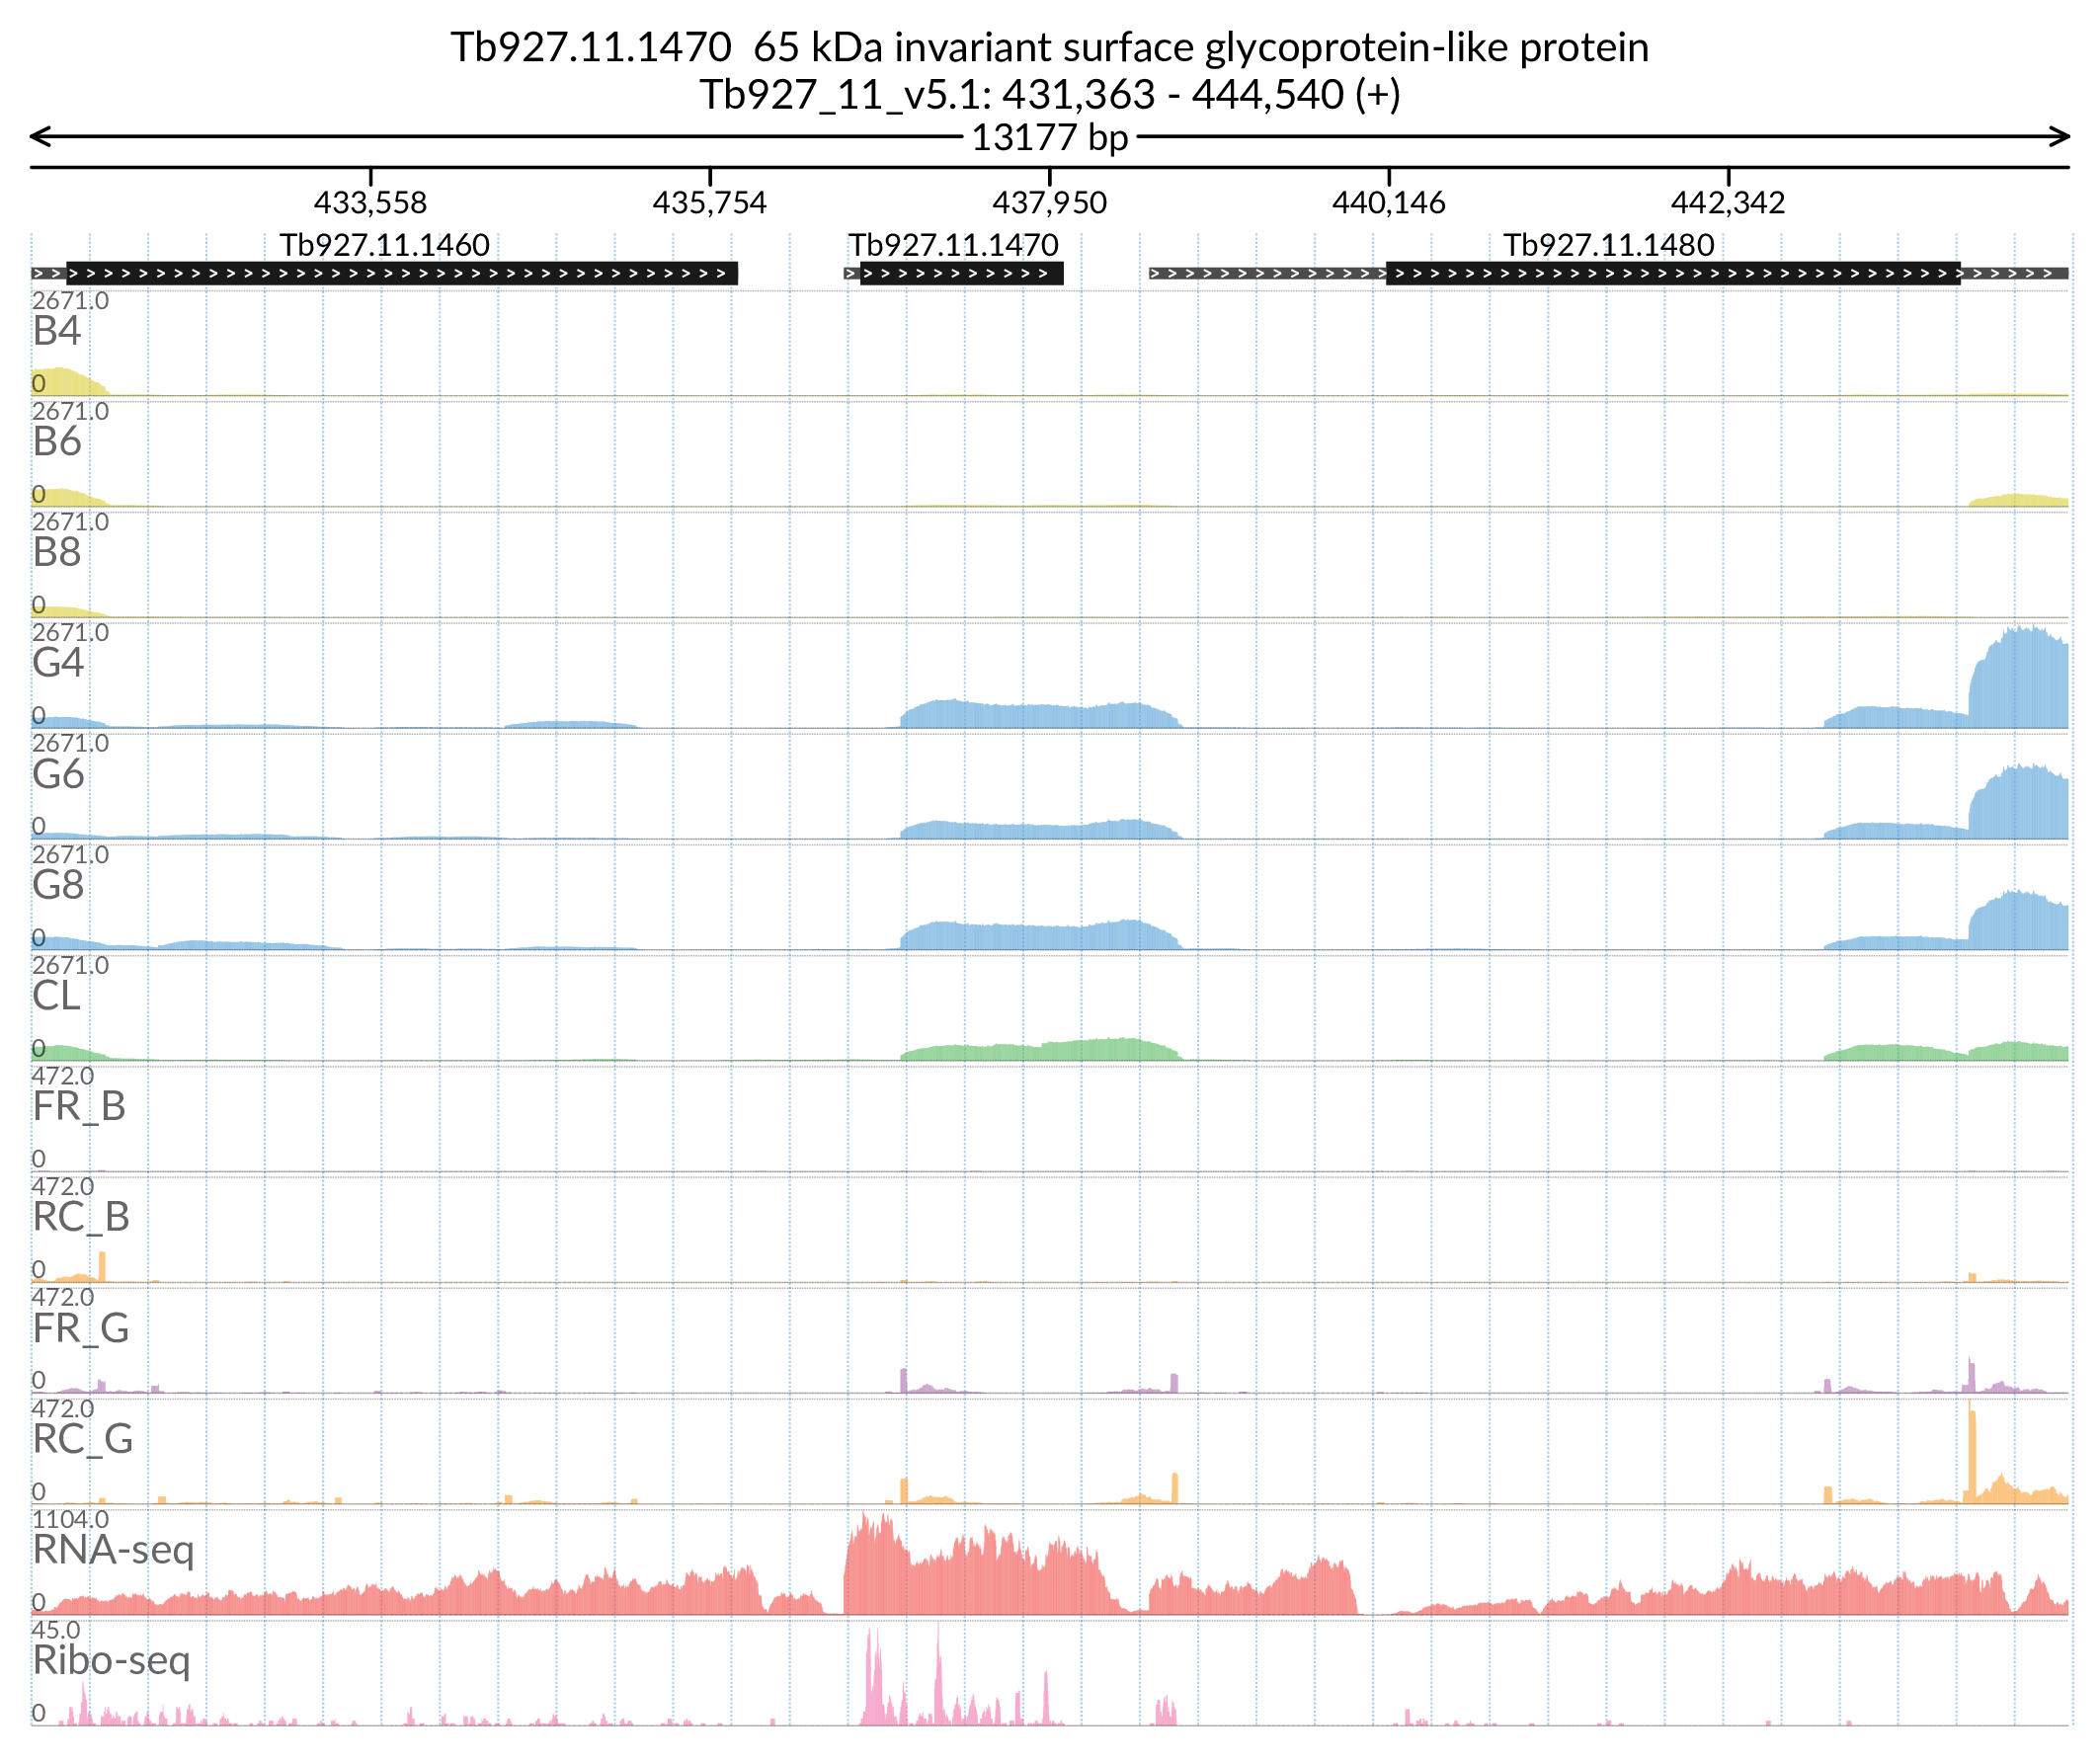 Tb927.11.1470  65 kDa invariant surface glycoprotein-like protein
Tb927_11_v5.1: 431,363 - 444,540 (+)
13177 bp
433,558 435,754 437,950 440,146 442,342
Tb927.11.1460 Tb927.11.1470 Tb927.11.1480
2671.0
B4
0
2671.0
B6
0
2671.0
B8
0
2671.0
G4
0
2671.0
G6
0
2671.0
G8
0
2671.0
CL
0
472.0
FR_B
0
472.0
RC_B
0
472.0
FR_G
0
472.0
RC_G
0
1104.0
RNA-seq
0
45.0
Ribo-seq
0